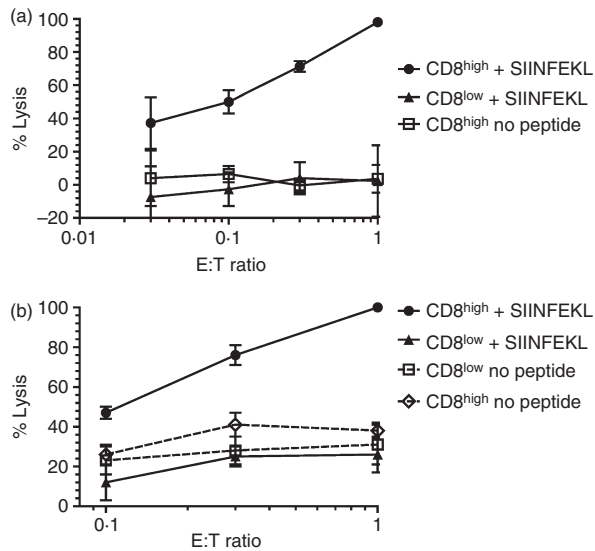 (a)
100
80
60
40
20
0
–20
0·01
0·1
1
% Lysis
E:T ratio
CD8high + SIINFEKL
CD8low + SIINFEKL
CD8high no peptide
(b)
100
80
60
40
20
0
0·1
1
% Lysis
E:T ratio
CD8high + SIINFEKL
CD8low + SIINFEKL
CD8low no peptide
CD8high no peptide